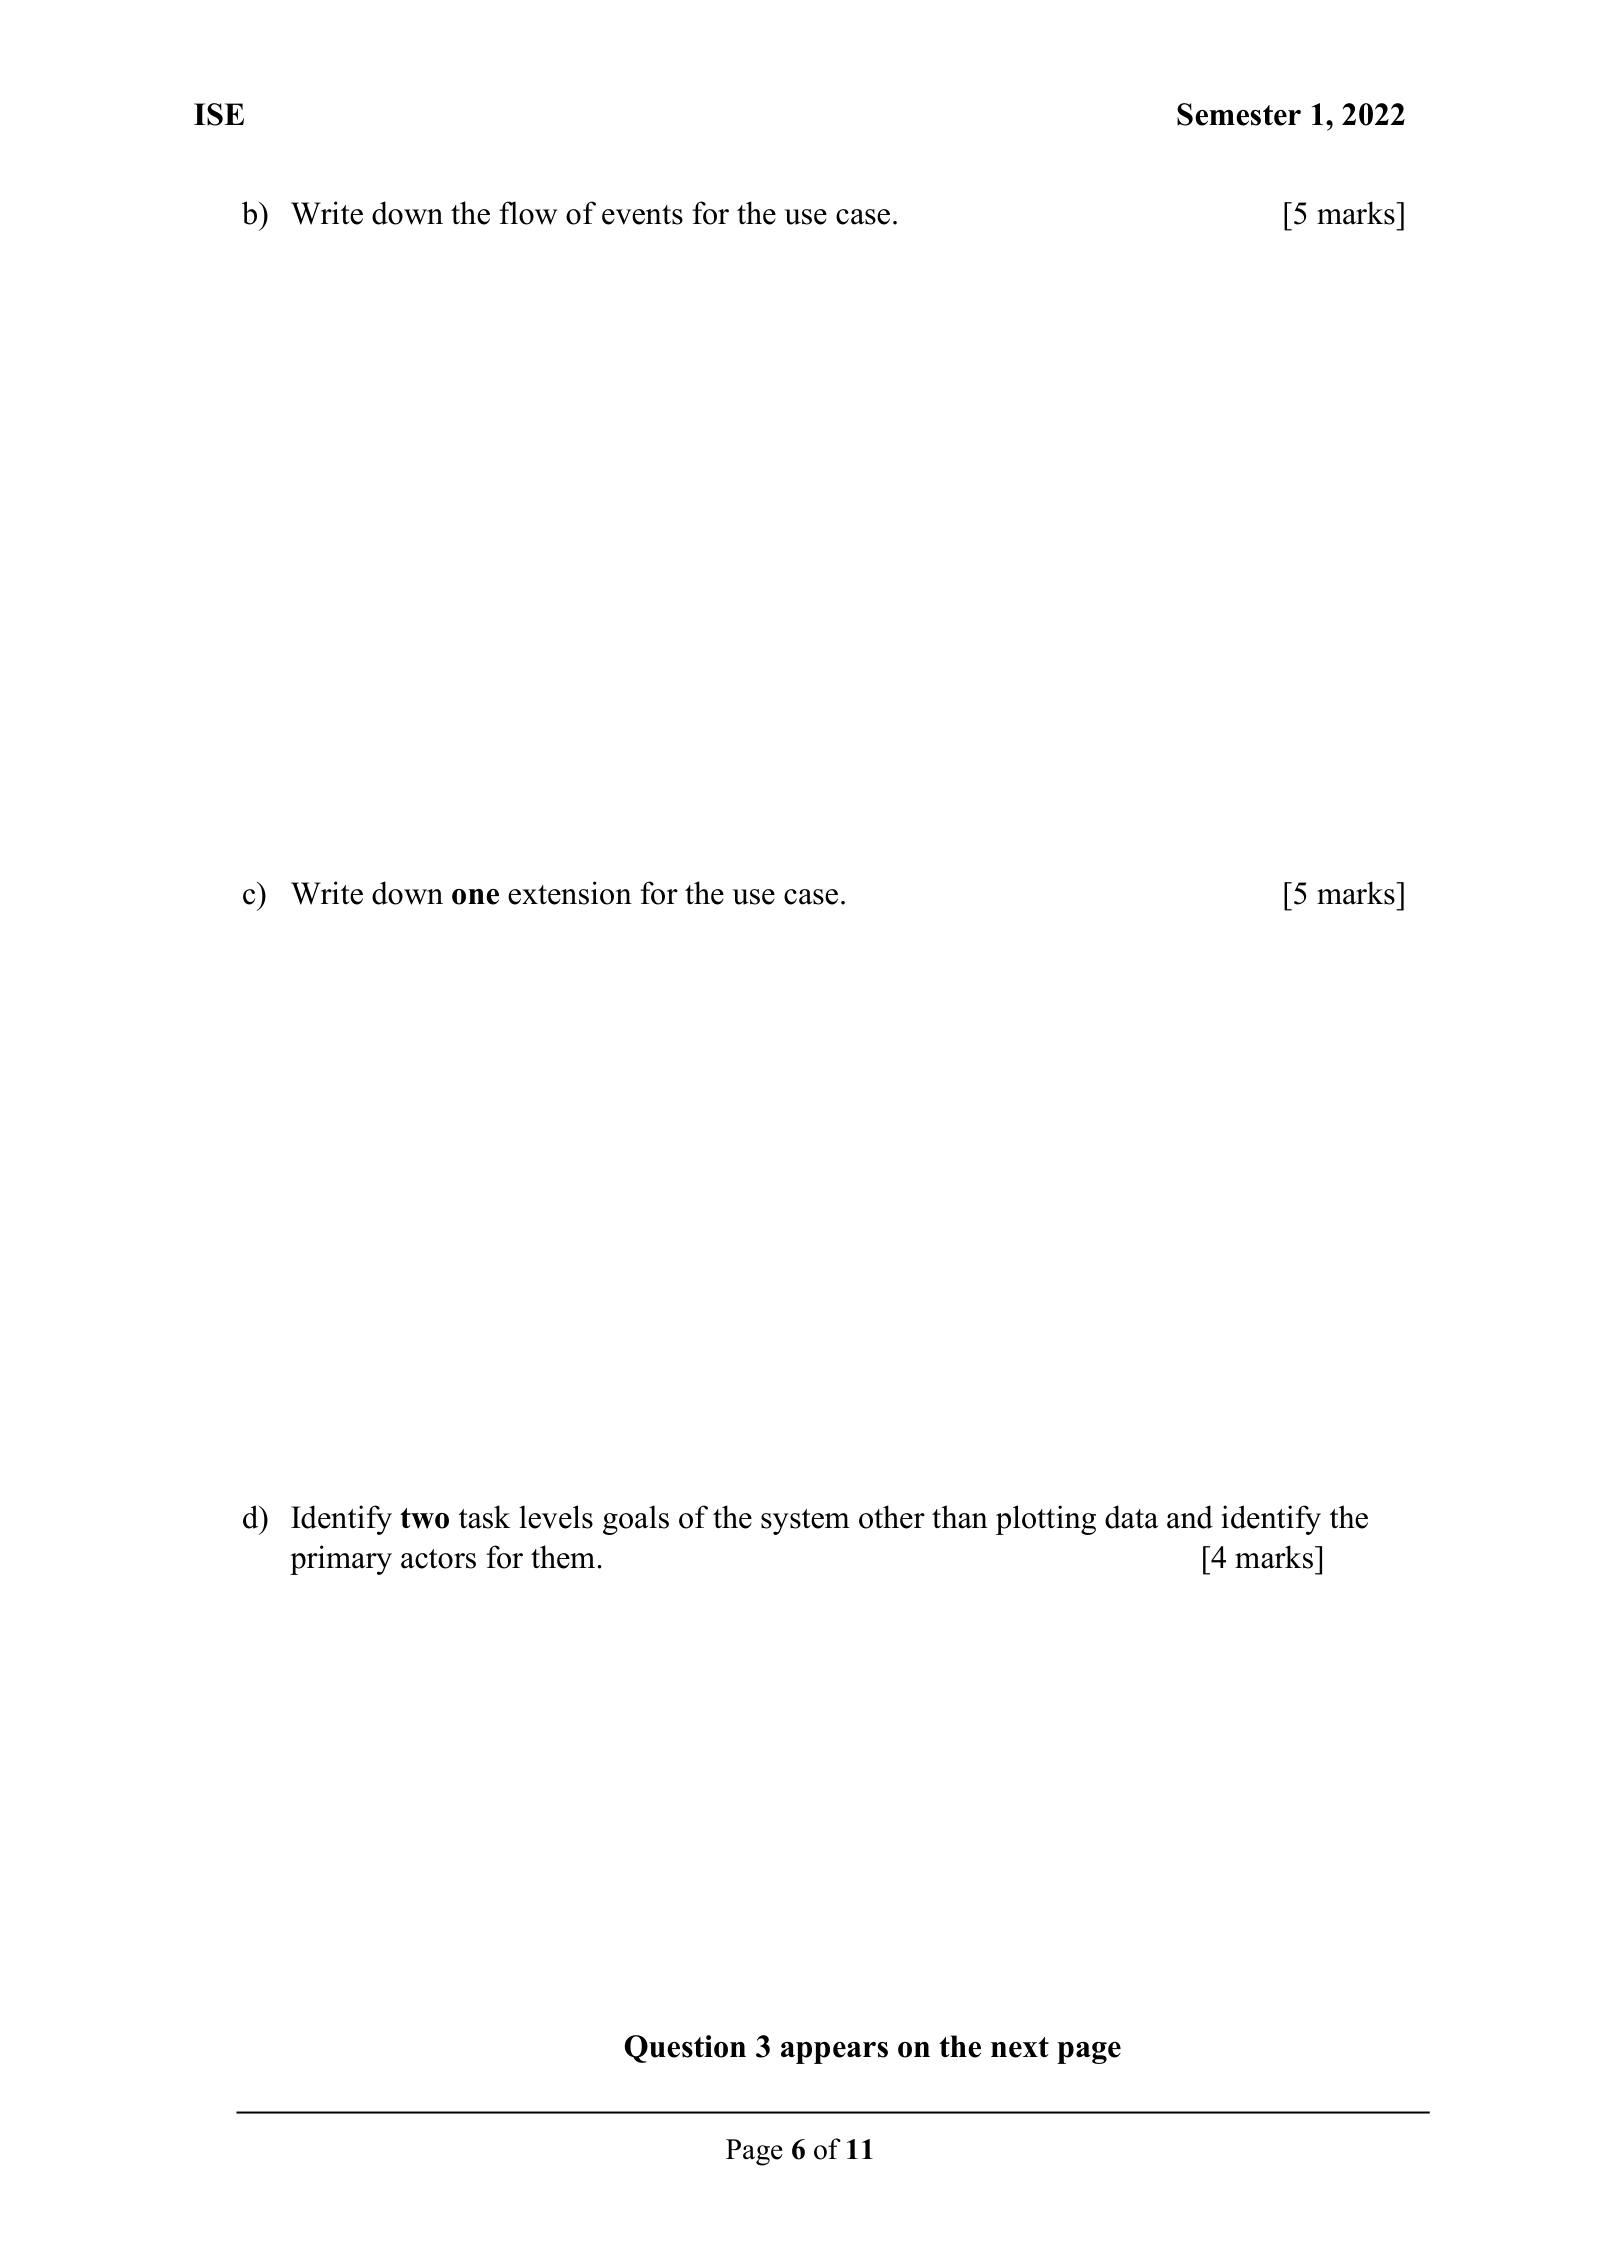 ISE Semester 1, 2022
b) Write down the flow of events for the use case. [5 marks]
c) Write down one extension for the use case. [5 marks]
d) Identify two task levels goals of the system other than plotting data and identify the
primary actors for them. [4 marks]
Question 3 appears on the next page
Page 6 of 11